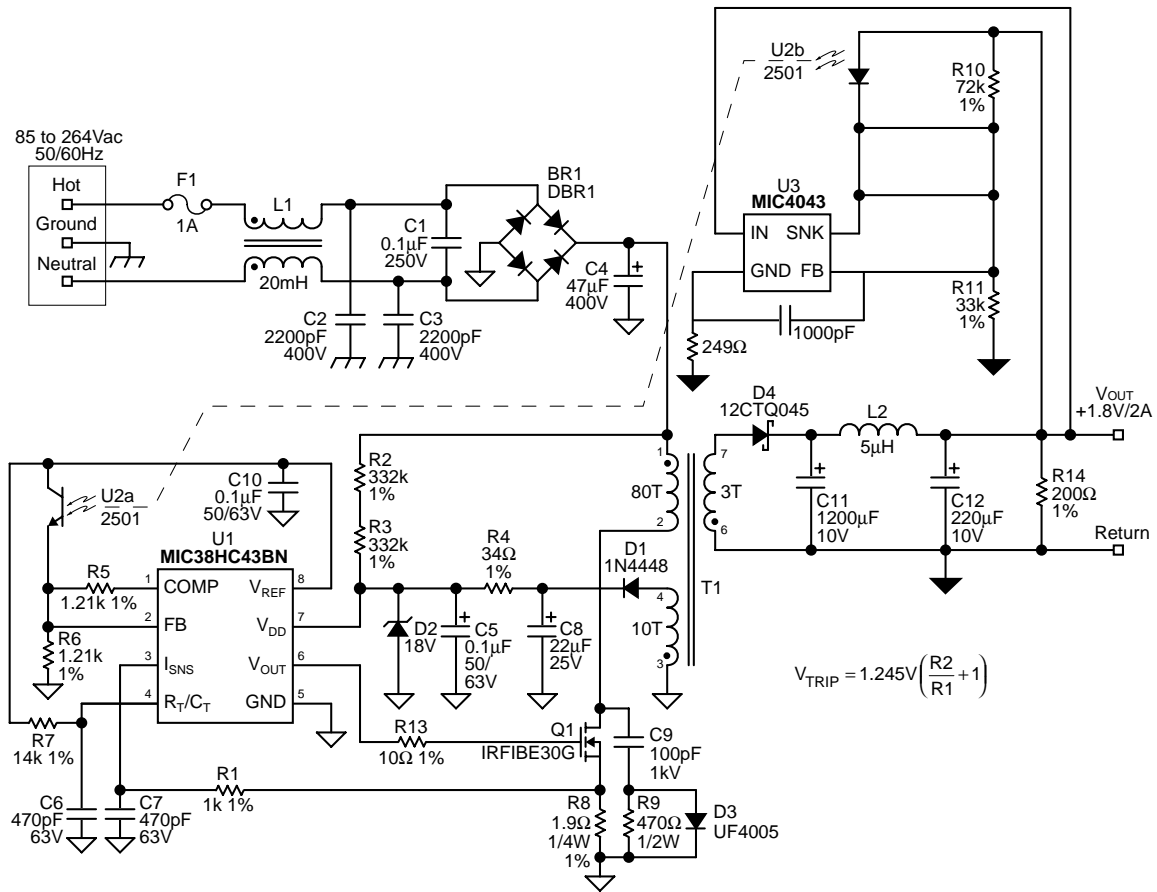 85 to 264Vac
50/60Hz
Hot
Ground
Neutral
F1
1A
L1
20mH
C1
0.1µF
250V
C2
2200pF
400V
C3
2200pF
400V
BR1
DBR1
C4
47µF
400V
U2b
2501
R10
72k
1%
U3
MIC4043
IN
SNK
GND
FB
1000pF
249Ω
R11
33k
1%
D4
12CTQ045
L2
5µH
VOUT
+1.8V/2A
C11
1200µF
10V
C12
220µF
10V
R14
200Ω
1%
Return
1
80T
2
7
3T
6
4
10T
3
T1
R2
332k
1%
R3
332k
1%
R4
34Ω
1%
D1
1N4448
D2
18V
C5
0.1µF
50/
63V
C8
22µF
25V
C10
0.1µF
50/63V
U2a
2501
U1
MIC38HC43BN
1
COMP
2
FB
3
ISNS
4
RT/CT
VREF
8
VDD
7
VOUT
6
GND
5
R5
1.21k 1%
R6
1.21k
1%
R7
14k 1%
C6
470pF
63V
C7
470pF
63V
R1
1k 1%
R13
10Ω 1%
Q1
IRFIBE30G
C9
100pF
1kV
R8
1.9Ω
1/4W
1%
R9
470Ω
1/2W
D3
UF4005
VTRIP = 1.245V(R2/R1 + 1)